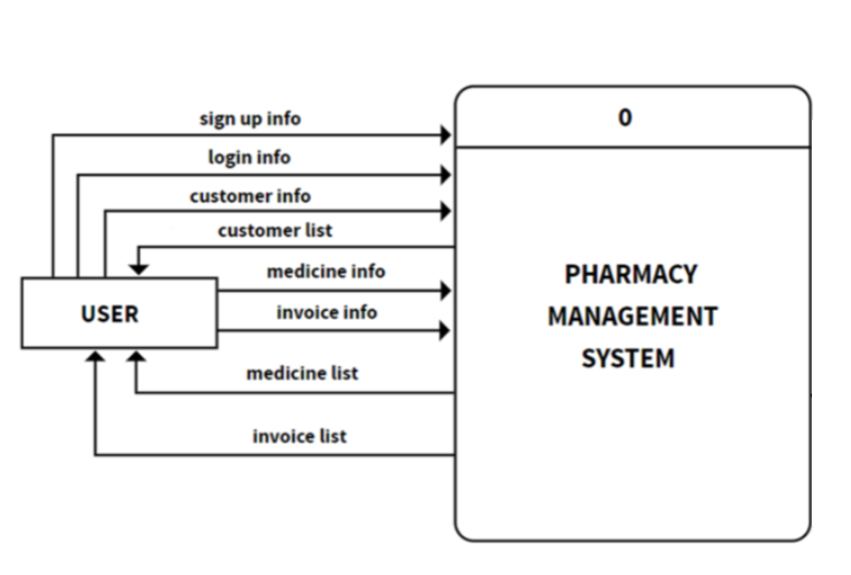 sign up info
0
login info
customer info
customer list
medicine info
invoice info
USER
PHARMACY
MANAGEMENT
SYSTEM
medicine list
invoice list